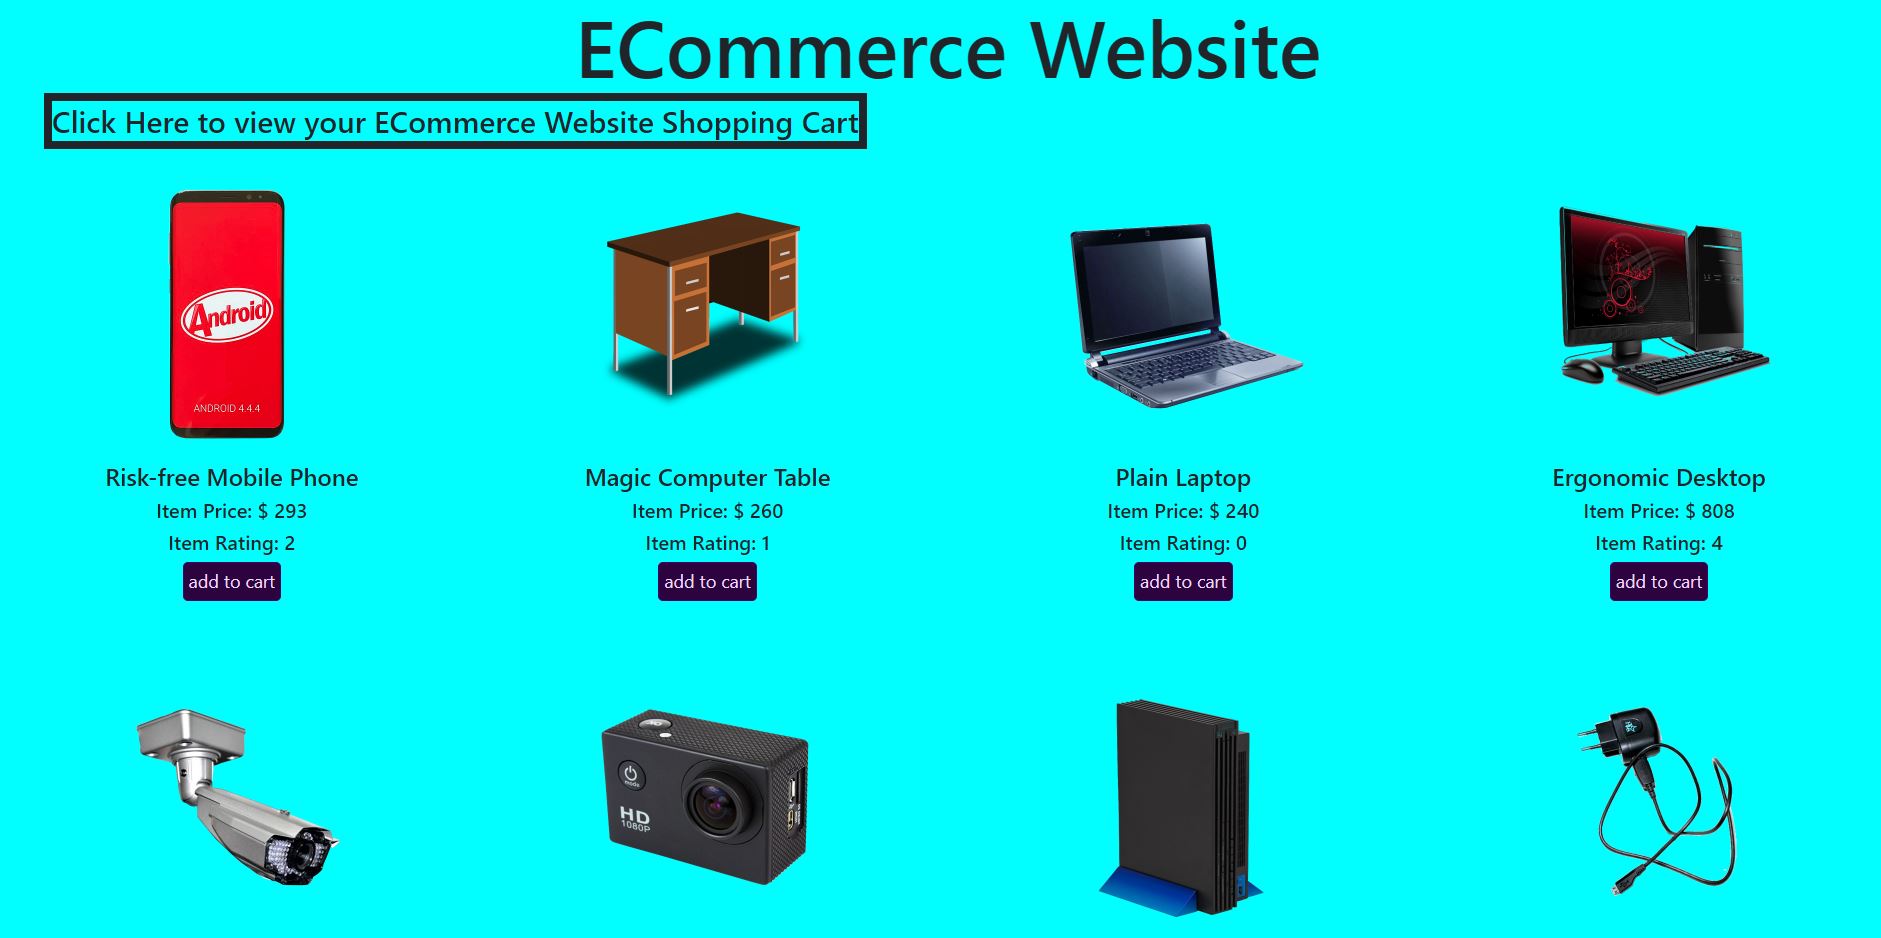 ECommerce Website
Click Here to view your ECommerce Website Shopping Cart
Android
ANDROID 4.4.4
Risk-free Mobile Phone
Item Price: $ 293
Item Rating: 2
add to cart
Magic Computer Table
Item Price: $ 260
Item Rating: 1
add to cart
Plain Laptop
Item Price: $ 240
Item Rating: 0
add to cart
Ergonomic Desktop
Item Price: $ 808
Item Rating: 4
add to cart
mode
HD
1080P